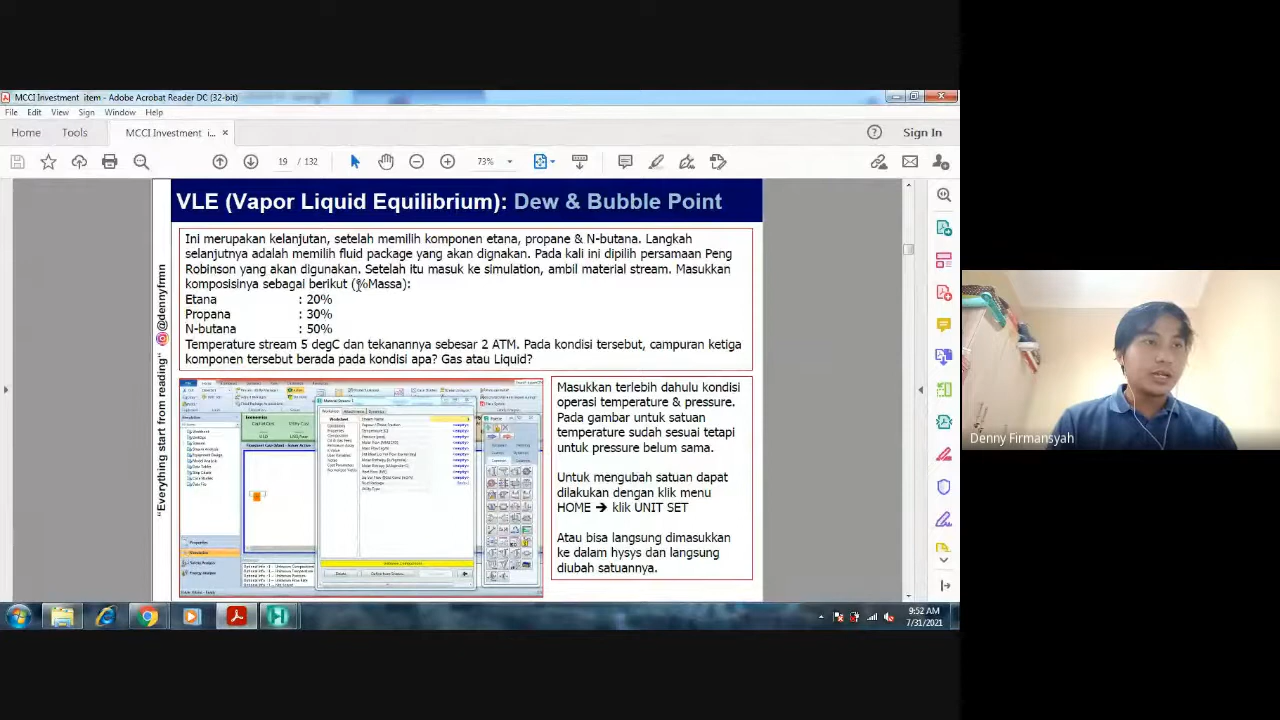 MCCI Investment item - Adobe Acrobat Reader DC (32-bit)
File Edit View Sign Window Help
Home Tools MCCI Investment i... × Sign In
19 / 132 73%
VLE (Vapor Liquid Equilibrium): Dew & Bubble Point
Ini merupakan kelanjutan, setelah memilih komponen etana, propane & N-butana. Langkah
selanjutnya adalah memilih fluid package yang akan dignakan. Pada kali ini dipilih persamaan Peng
Robinson yang akan digunakan. Setelah itu masuk ke simulation, ambil material stream. Masukkan
komposisinya sebagai berikut (%Massa):
Etana : 20%
Propana : 30%
N-butana : 50%
Temperature stream 5 degC dan tekanannya sebesar 2 ATM. Pada kondisi tersebut, campuran ketiga
komponen tersebut berada pada kondisi apa? Gas atau Liquid?
"Everything start from reading" @dennyfrmn
Masukkan terlebih dahulu kondisi
operasi temperature & pressure.
Pada gambar untuk satuan
temperature sudah sesuai tetapi
untuk pressure belum sama.
Untuk mengubah satuan dapat
dilakukan dengan klik menu
HOME ➔ klik UNIT SET
Atau bisa langsung dimasukkan
ke dalam hysys dan langsung
diubah satuannya.
Denny Firmansyah
9:52 AM
7/31/2021